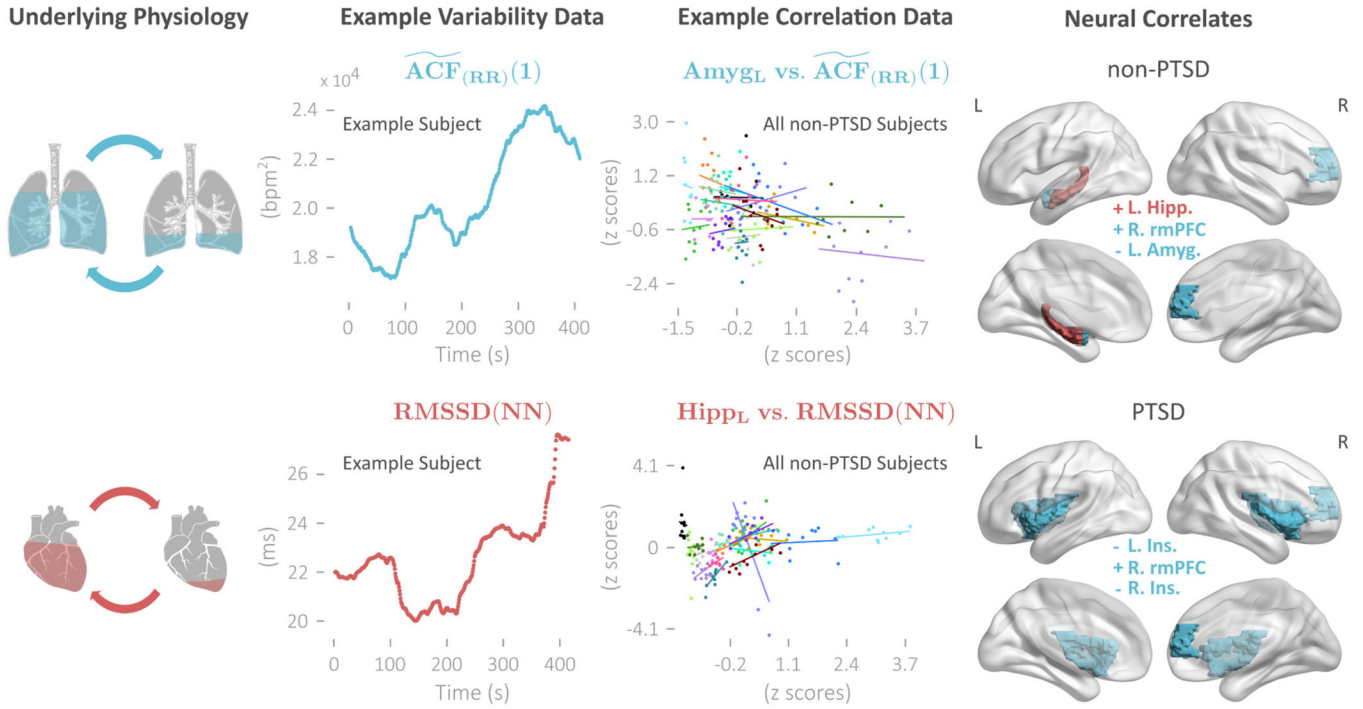 Underlying Physiology
Example Variability Data
Example Correlation Data
Neural Correlates
ACF(RR)(1)
x 10⁴
Example Subject
2.4
2.2
2.0
1.8
(bpm²)
0
100
200
300
400
Time (s)
AmygL vs. ACF(RR)(1)
All non-PTSD Subjects
3.0
1.2
-0.6
-2.4
(z scores)
-1.5
-0.2
1.1
2.4
3.7
(z scores)
non-PTSD
L
R
+ L. Hipp.
+ R. rmPFC
- L. Amyg.
RMSSD(NN)
Example Subject
26
24
22
20
(ms)
0
100
200
300
400
Time (s)
HippL vs. RMSSD(NN)
All non-PTSD Subjects
4.1
0
-4.1
(z scores)
-0.2
1.1
2.4
3.7
(z scores)
PTSD
L
R
- L. Ins.
+ R. rmPFC
- R. Ins.